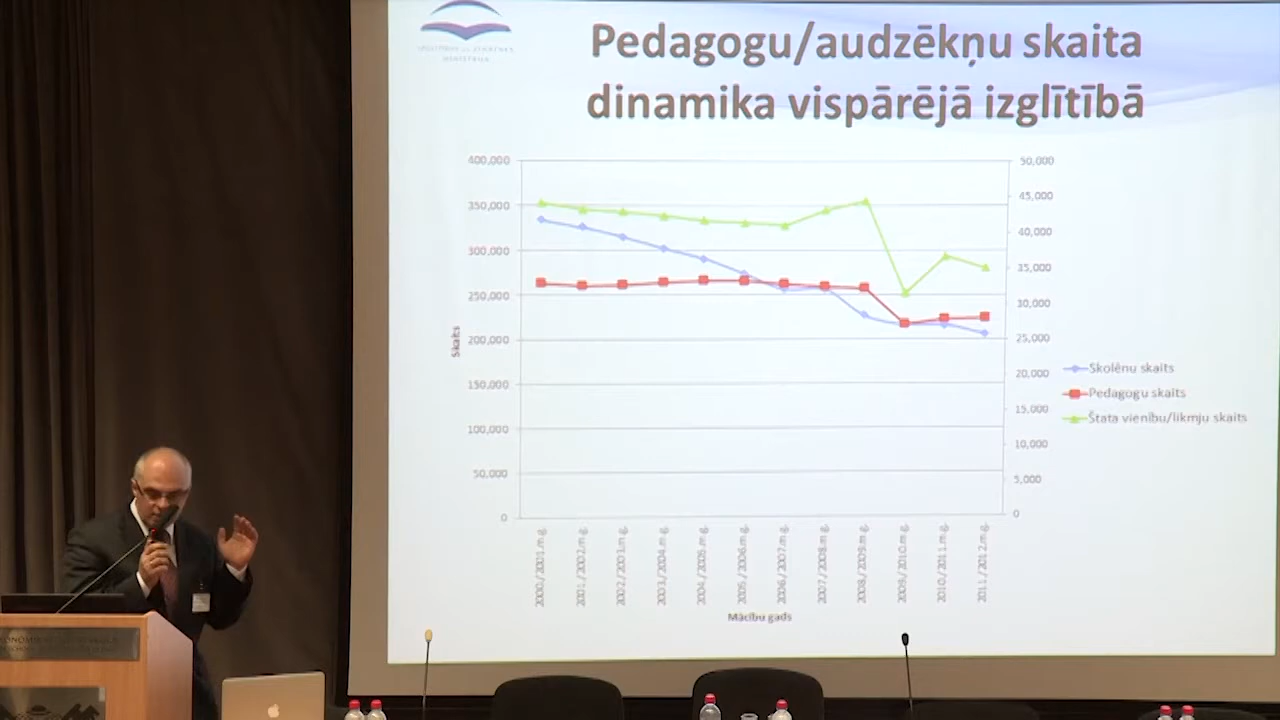 Pedagogu/audzēkņu skaita
dinamika vispārējā izglītībā
400,000
350,000
300,000
250,000
200,000
150,000
100,000
50,000
0
Skaits
50,000
45,000
40,000
35,000
30,000
25,000
20,000
15,000
10,000
5,000
0
Skolēnu skaits
Pedagogu skaits
Štata vienību/likmju skaits
2000./2001.m.g.
2001./2002.m.g.
2002./2003.m.g.
2003./2004.m.g.
2004./2005.m.g.
2005./2006.m.g.
2006./2007.m.g.
2007./2008.m.g.
2008./2009.m.g.
2009./2010.m.g.
2010./2011.m.g.
2011./2012.m.g.
Mācību gads